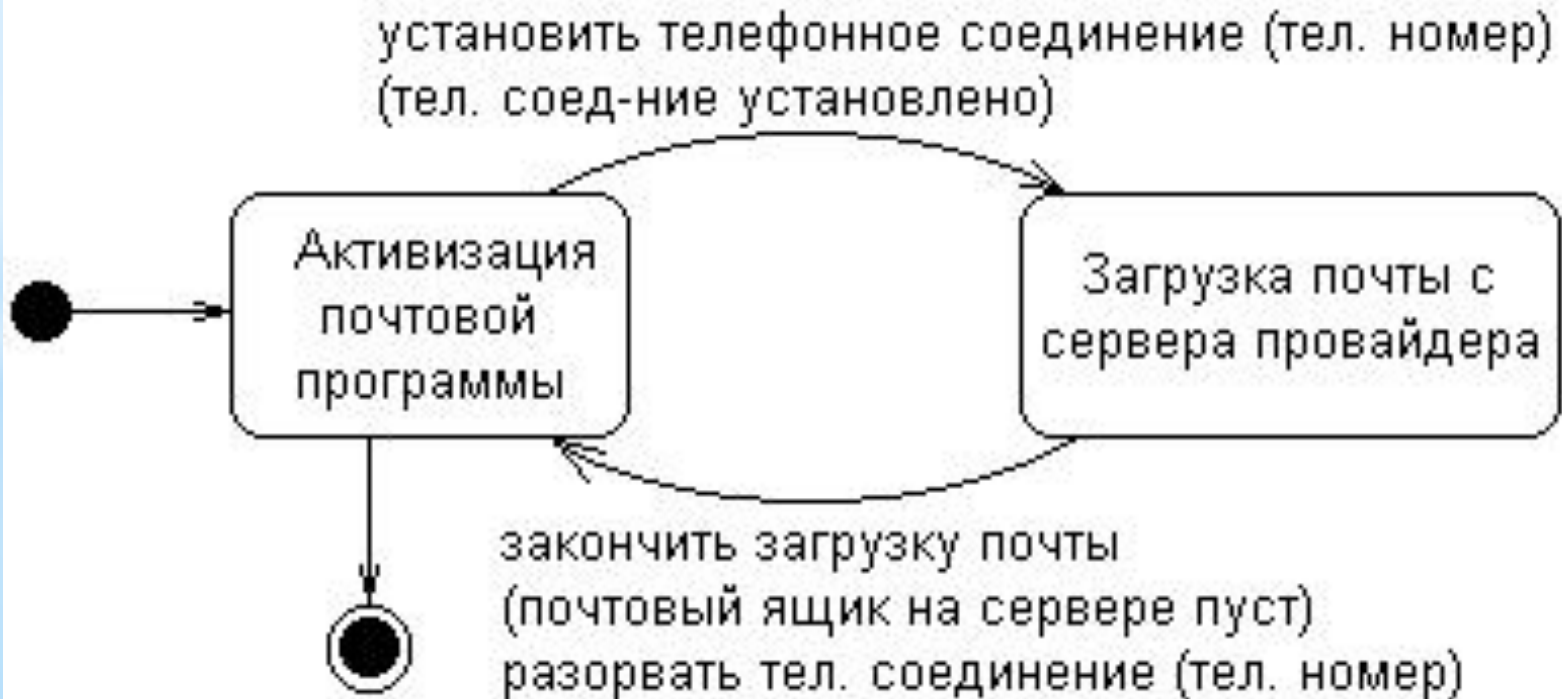 установить телефонное соединение (тел. номер)
(тел. соед-ние установлено)
Активизация
почтовой
программы
Загрузка почты с
сервера провайдера
закончить загрузку почты
(почтовый ящик на сервере пуст)
разорвать тел. соединение (тел. номер)